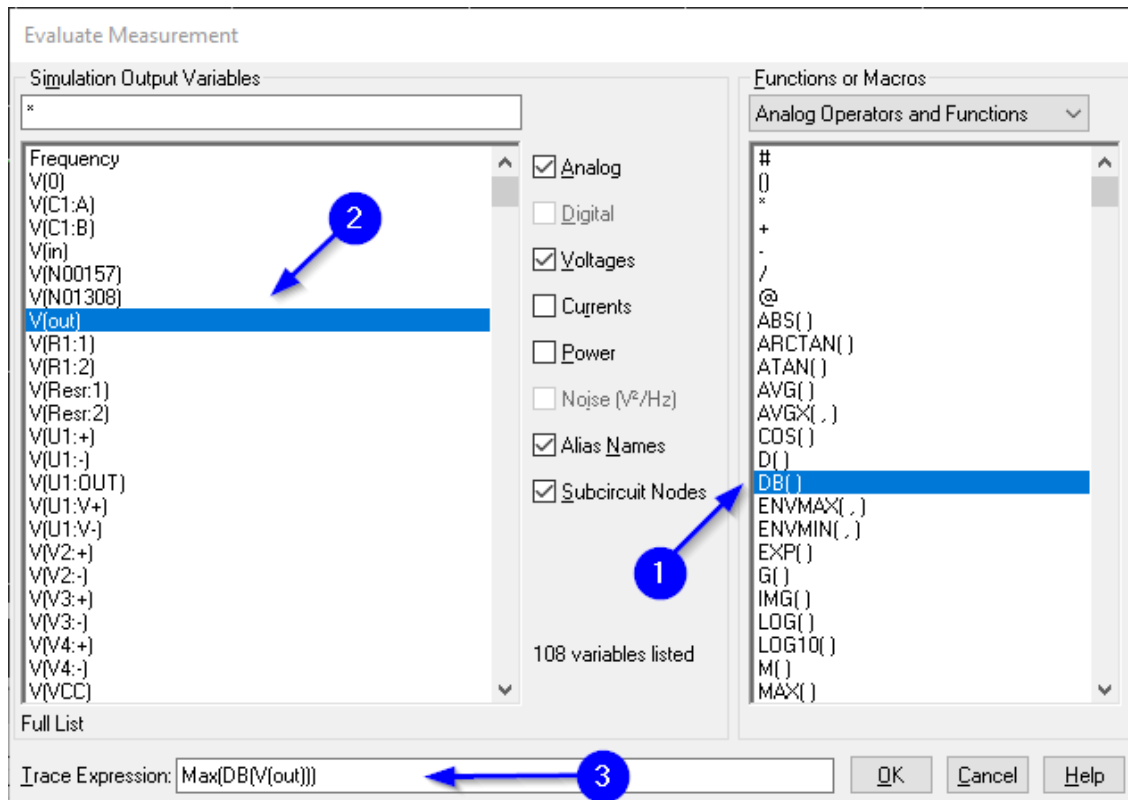 Evaluate Measurement
Simulation Output Variables
*
Frequency
V(0)
V(C1:A)
V(C1:B)
V(in)
V(N00157)
V(N01308)
V(out)
V(R1:1)
V(R1:2)
V(Resr:1)
V(Resr:2)
V(U1:+)
V(U1:-)
V(U1:OUT)
V(U1:V+)
V(U1:V-)
V(V2:+)
V(V2:-)
V(V3:+)
V(V3:-)
V(V4:+)
V(V4:-)
V(VCC)
Full List
2
Analog
Digital
Voltages
Currents
Power
Noise (V²/Hz)
Alias Names
Subcircuit Nodes
1
108 variables listed
Functions or Macros
Analog Operators and Functions
#
()
*
+
-
/
@
ABS( )
ARCTAN( )
ATAN( )
AVG( )
AVGX( , )
COS( )
D( )
DB( )
ENVMAX( , )
ENVMIN( , )
EXP( )
G( )
IMG( )
LOG( )
LOG10( )
M( )
MAX( )
Trace Expression: Max(DB(V(out))) 3 OK Cancel Help